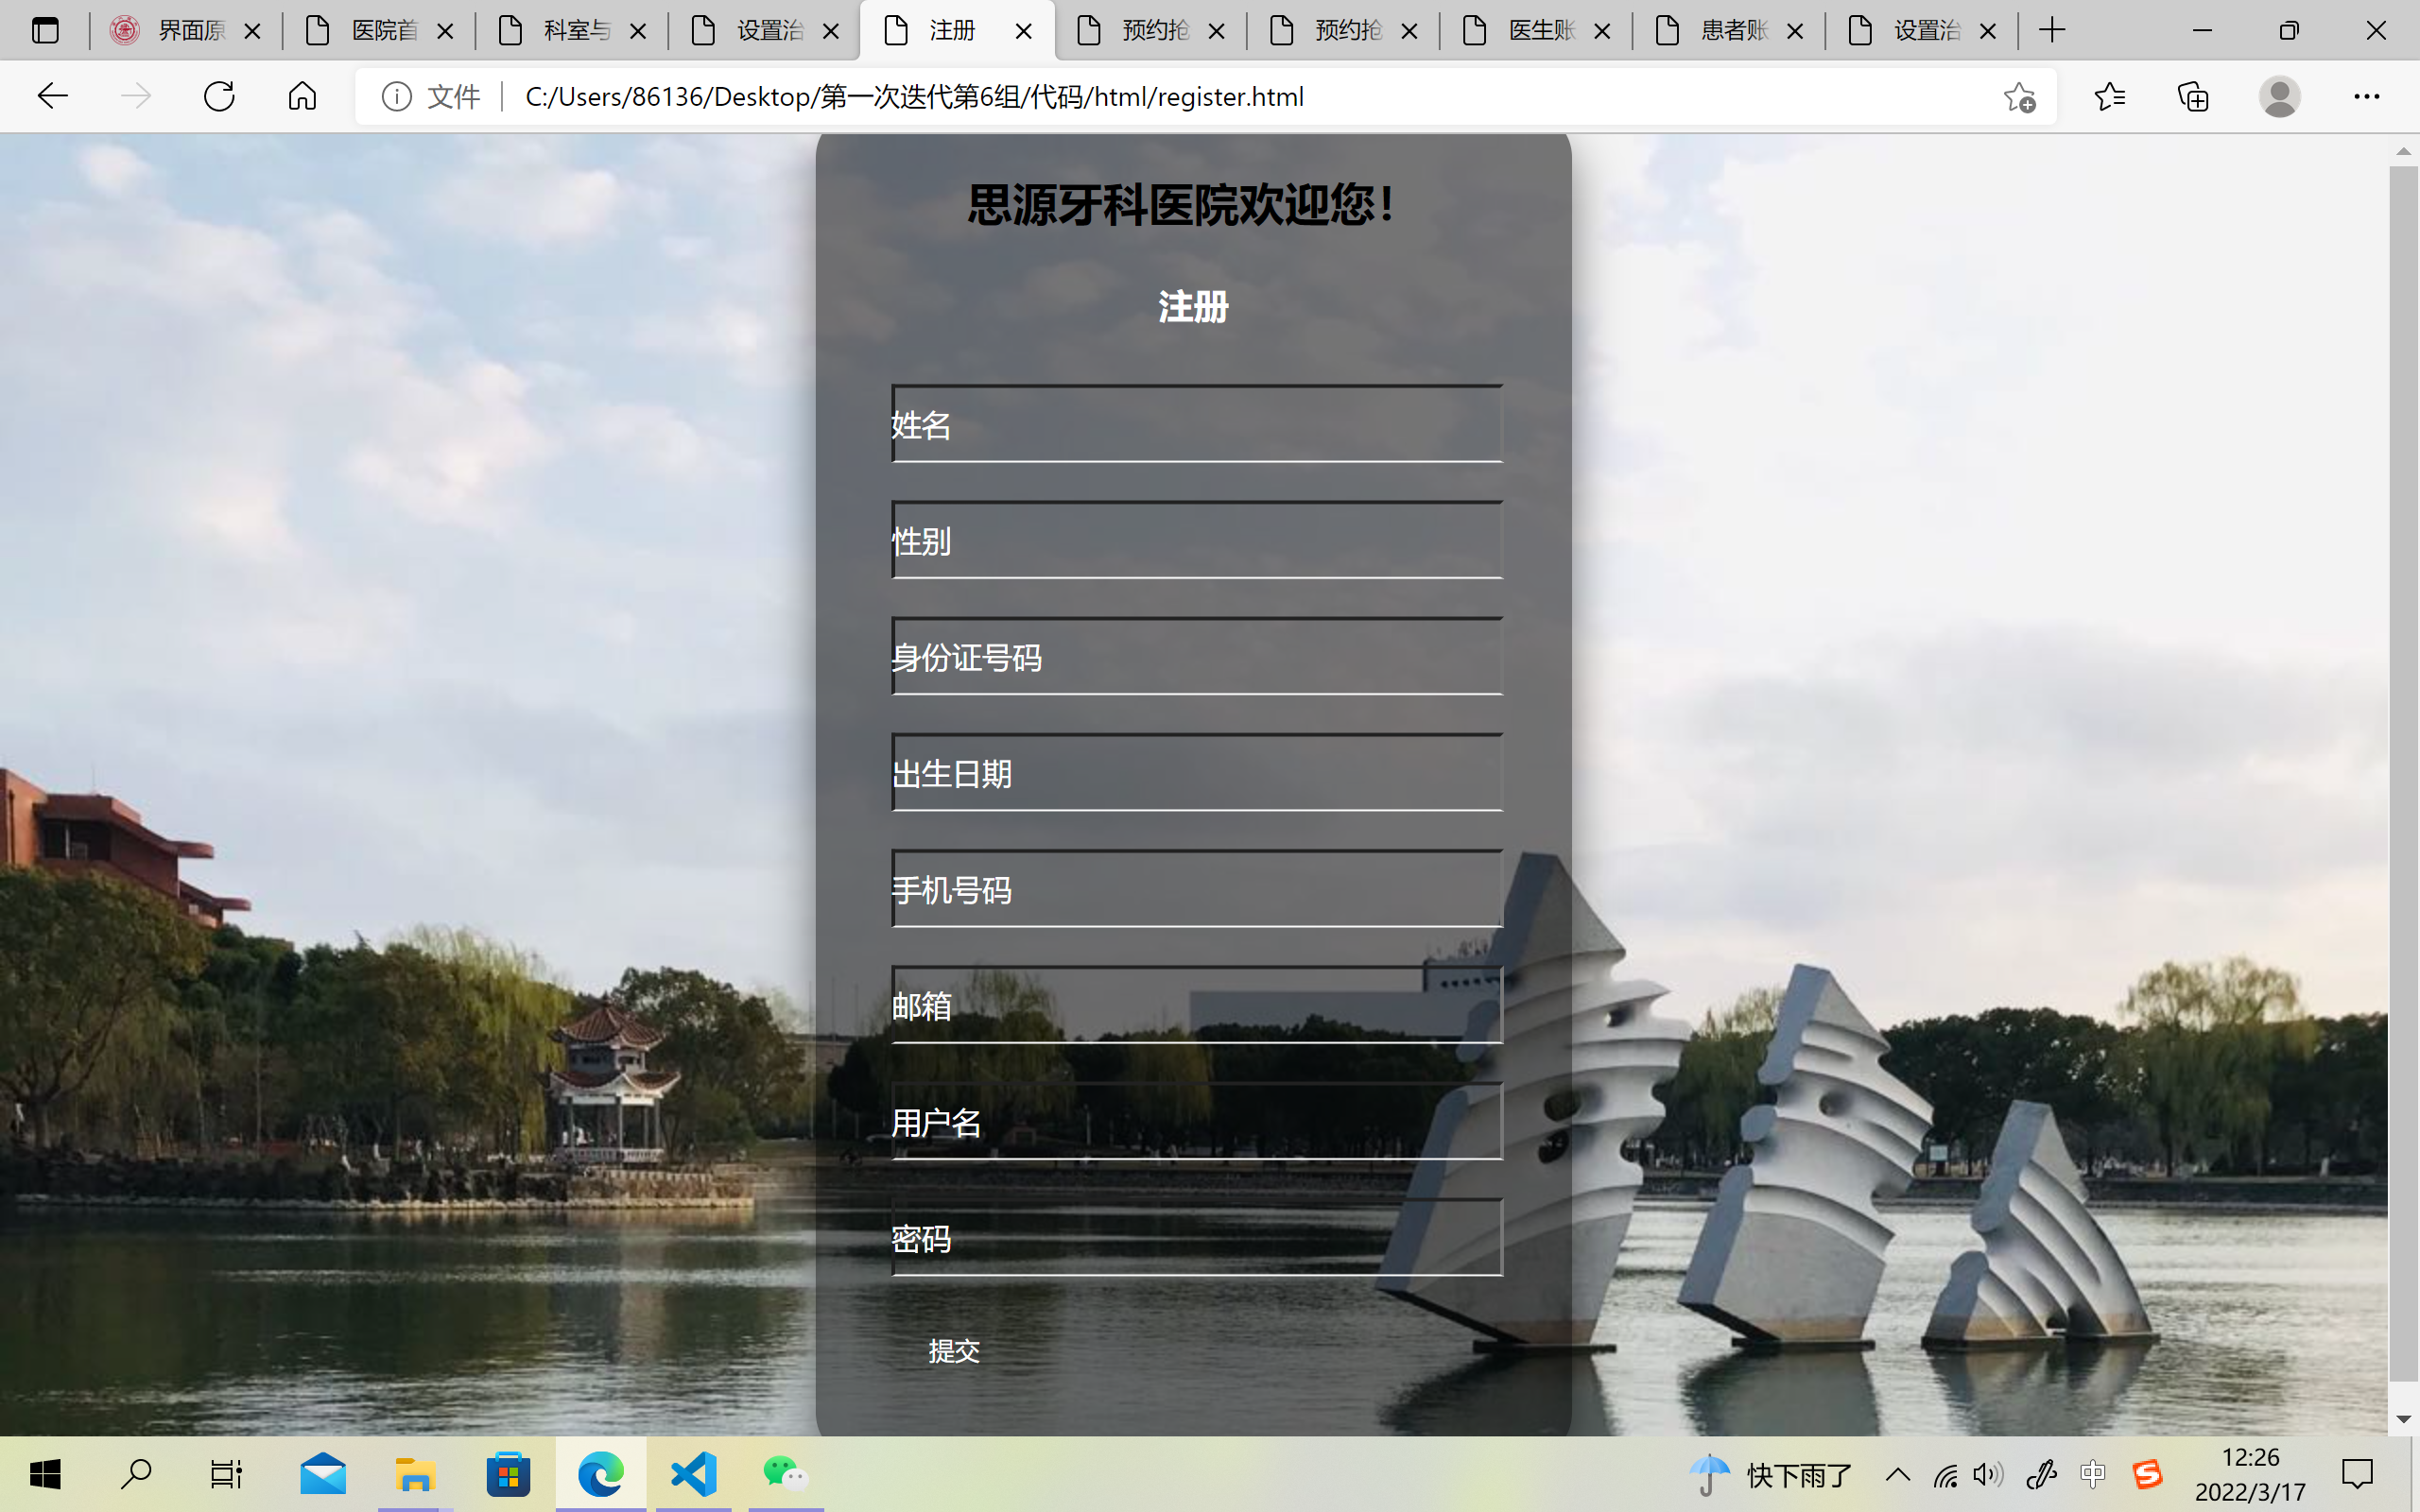 界面原
医院首
科室与
设置治
注册
预约抢
预约抢
医生账
患者账
设置治
文件
C:/Users/86136/Desktop/第一次迭代第6组/代码/html/register.html
思源牙科医院欢迎您！
注册
姓名
性别
身份证号码
出生日期
手机号码
邮箱
用户名
密码
提交
快下雨了
中
12:26
2022/3/17